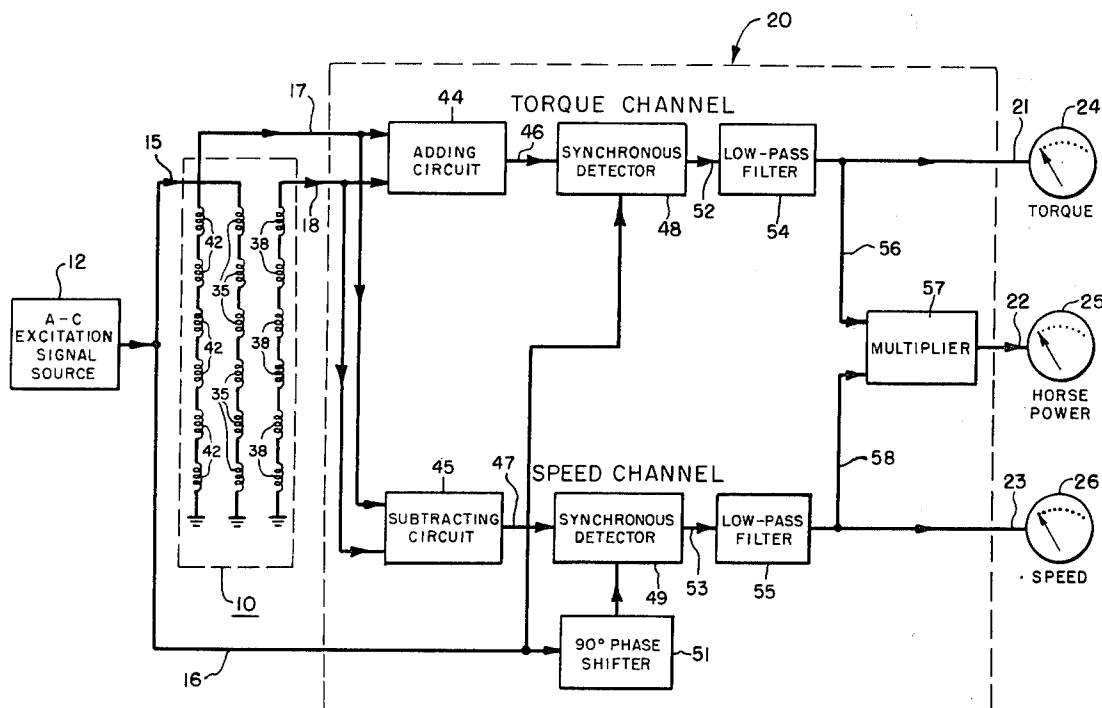 20
17
44
TORQUE CHANNEL
21
24
15
ADDING
CIRCUIT
46
SYNCHRONOUS
DETECTOR
52
LOW-PASS
FILTER
18
48
54
TORQUE
42
35
38
56
12
A-C
EXCITATION
SIGNAL
SOURCE
35
42
38
57
MULTIPLIER
22
25
HORSE
POWER
42
35
38
42
38
45
47
SPEED CHANNEL
58
23
26
SUBTRACTING
CIRCUIT
SYNCHRONOUS
DETECTOR
53
LOW-PASS
FILTER
49
55
SPEED
10
90° PHASE
SHIFTER
51
16